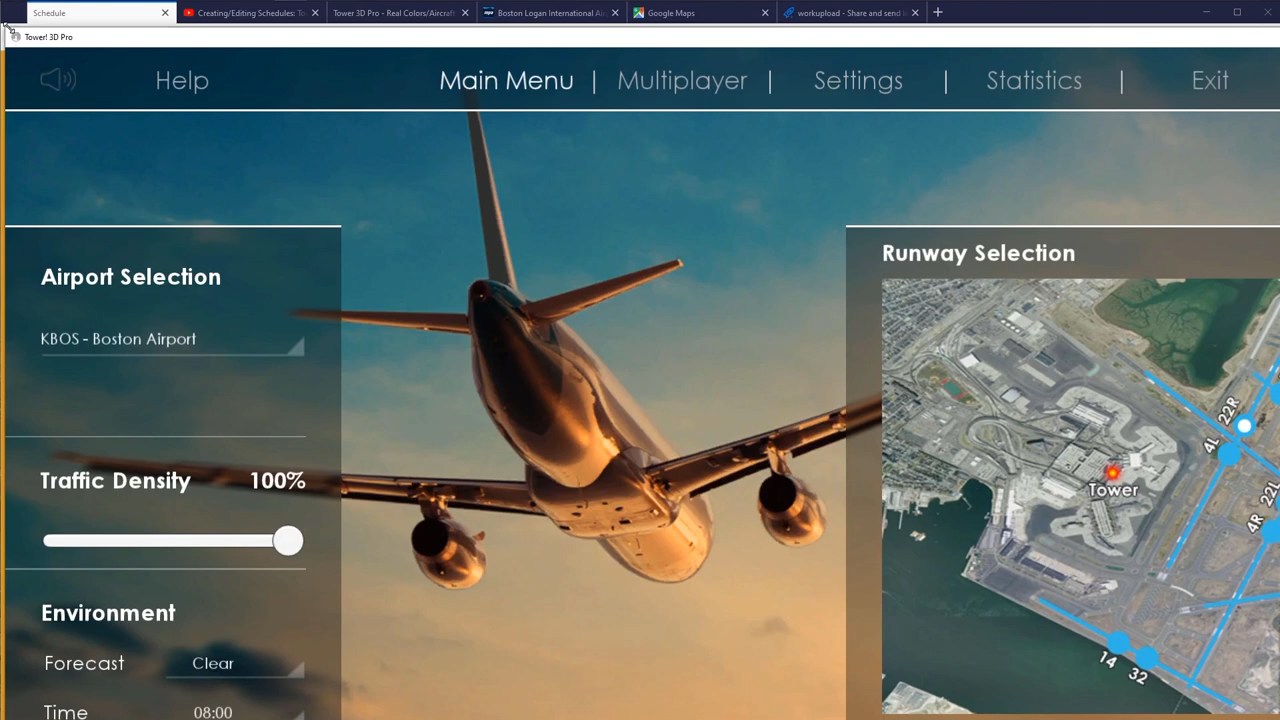 Schedule
Creating/Editing Schedules: To
Tower 3D Pro - Real Colors/Aircraft
Boston Logan International Air
Google Maps
workupload - Share and send
Tower! 3D Pro
Help
Main Menu | Multiplayer | Settings | Statistics | Exit
Airport Selection
KBOS - Boston Airport
Traffic Density 100%
Environment
Forecast Clear
Time 08:00
Runway Selection
22R
4L
22L
4R
Tower
14
32